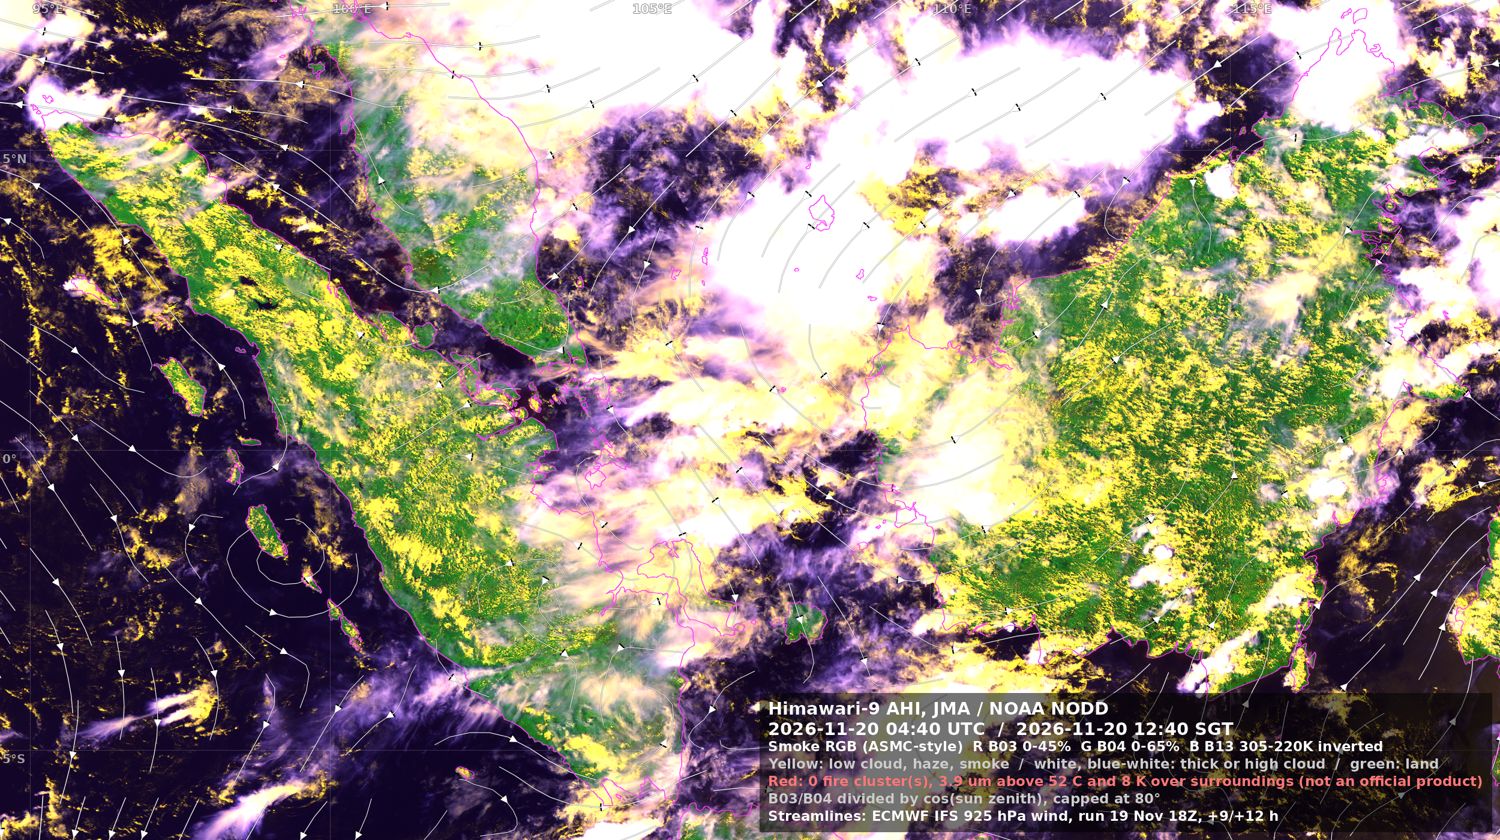 95°E
100°E
105°E
110°E
115°E
5°N
0°
5°S
Himawari-9 AHI, JMA / NOAA NODD
2026-11-20 04:40 UTC / 2026-11-20 12:40 SGT
Smoke RGB (ASMC-style) R B03 0-45% G B04 0-65% B B13 305-220K inverted
Yellow: low cloud, haze, smoke / white, blue-white: thick or high cloud / green: land
Red: 0 fire cluster(s), 3.9 um above 52 C and 8 K over surroundings (not an official product)
B03/B04 divided by cos(sun zenith), capped at 80°
Streamlines: ECMWF IFS 925 hPa wind, run 19 Nov 18Z, +9/+12 h